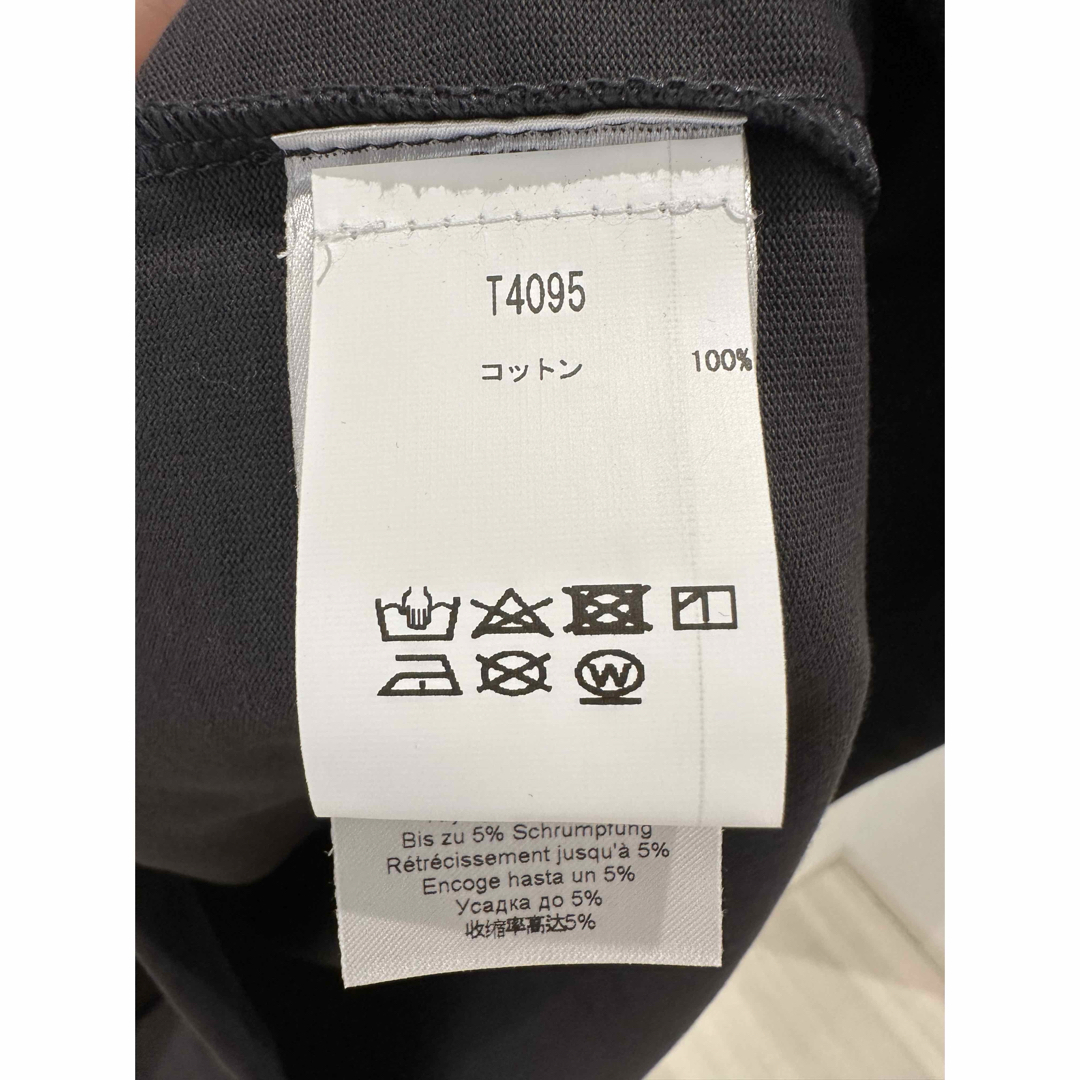 T4095
コットン 100%
W
Bis zu 5% Schrumpfung
Rétrécissement jusqu'à 5%
Encoge hasta un 5%
Усадка до 5%
收缩率高达5%